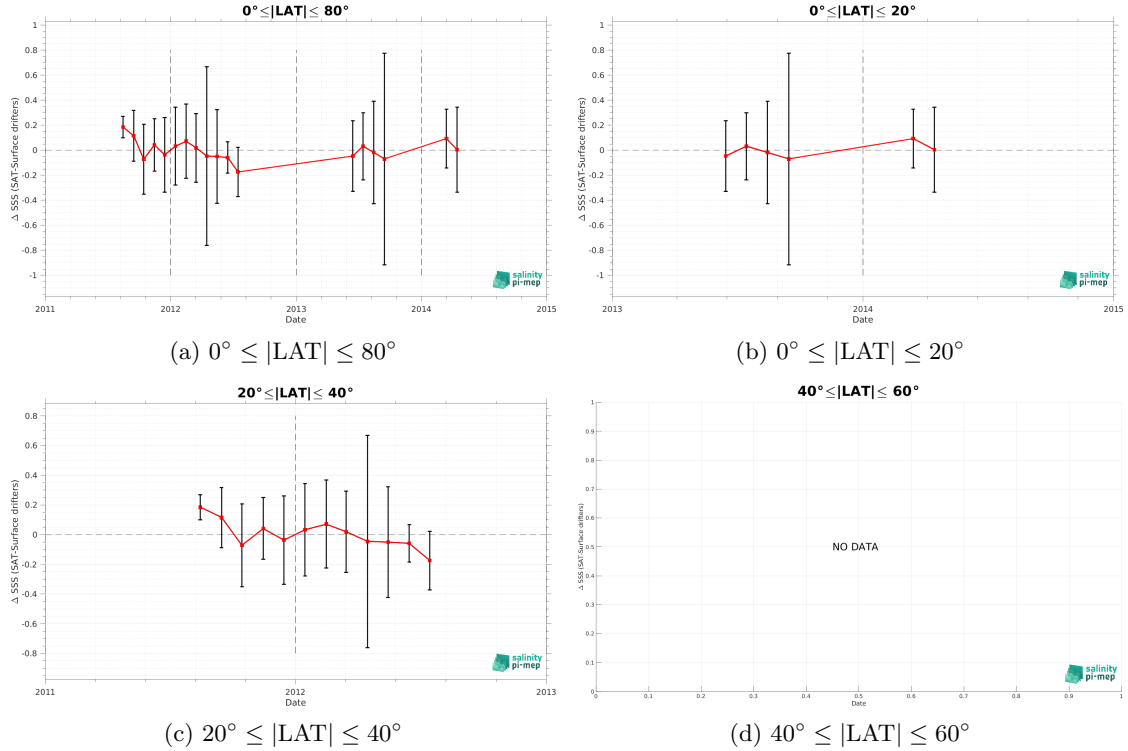 0°≤|LAT|≤ 80°
1
0.8
0.6
0.4
0.2
0
-0.2
-0.4
-0.6
-0.8
-1
Δ SSS (SAT-Surface drifters)
2011
2012
2013
2014
2015
Date
salinity
pi-mep
(a) 0° ≤ |LAT| ≤ 80°
0°≤|LAT|≤ 20°
1
0.8
0.6
0.4
0.2
0
-0.2
-0.4
-0.6
-0.8
-1
Δ SSS (SAT-Surface drifters)
2013
2014
2015
Date
salinity
pi-mep
(b) 0° ≤ |LAT| ≤ 20°
20°≤|LAT|≤ 40°
0.8
0.6
0.4
0.2
0
-0.2
-0.4
-0.6
-0.8
Δ SSS (SAT-Surface drifters)
2011
2012
2013
Date
salinity
pi-mep
(c) 20° ≤ |LAT| ≤ 40°
40°≤|LAT|≤ 60°
1
0.9
0.8
0.7
0.6
0.5
0.4
0.3
0.2
0.1
0
Δ SSS (SAT-Surface drifters)
NO DATA
0 0.1 0.2 0.3 0.4 0.5 0.6 0.7 0.8 0.9 1
Date
salinity
pi-mep
(d) 40° ≤ |LAT| ≤ 60°